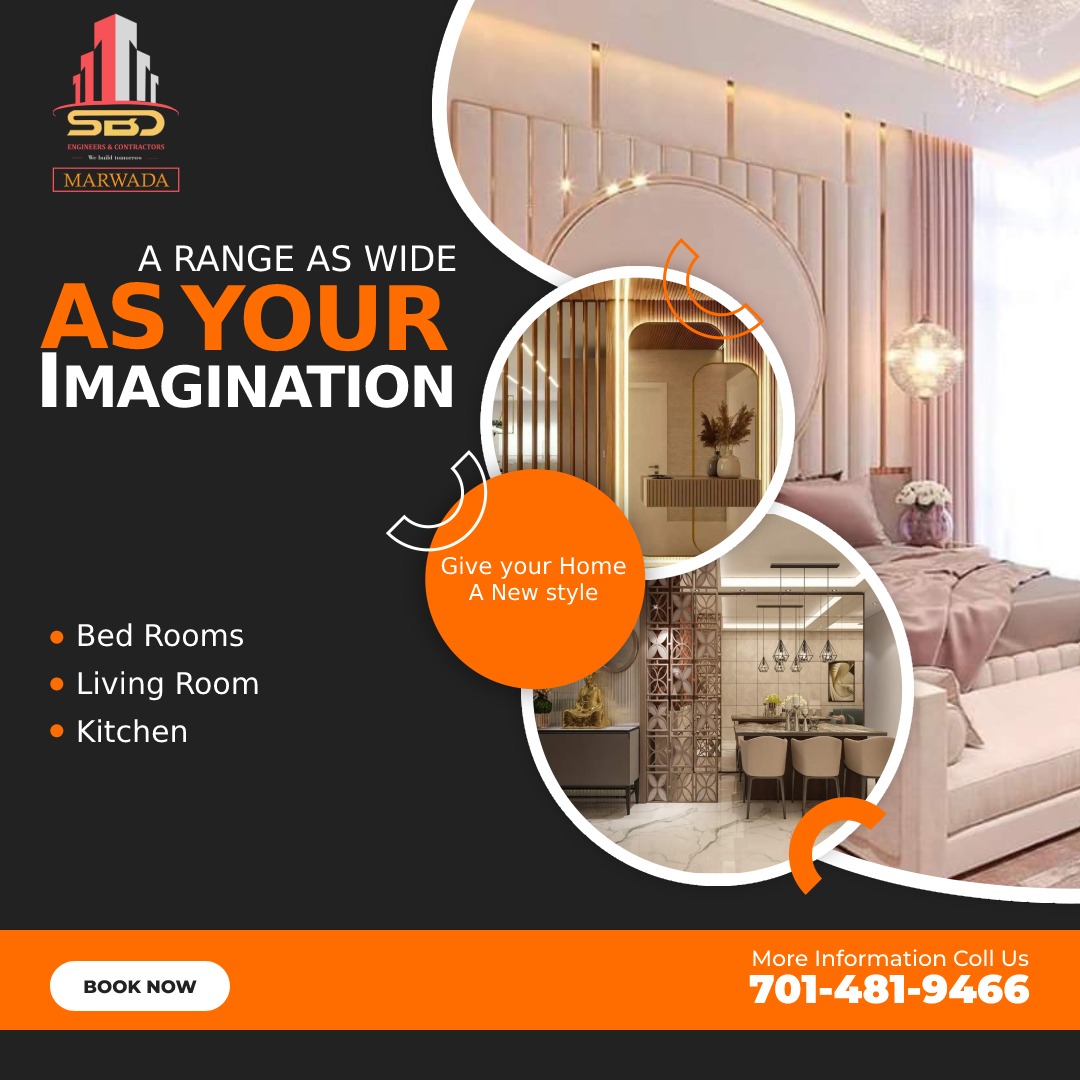 SBD
ENGINEERS & CONTRACTORS
We build tomorrow
MARWADA
A RANGE AS WIDE
AS YOUR
IMAGINATION
Give your Home
A New style
Bed Rooms
Living Room
Kitchen
BOOK NOW
More Information Coll Us
701-481-9466